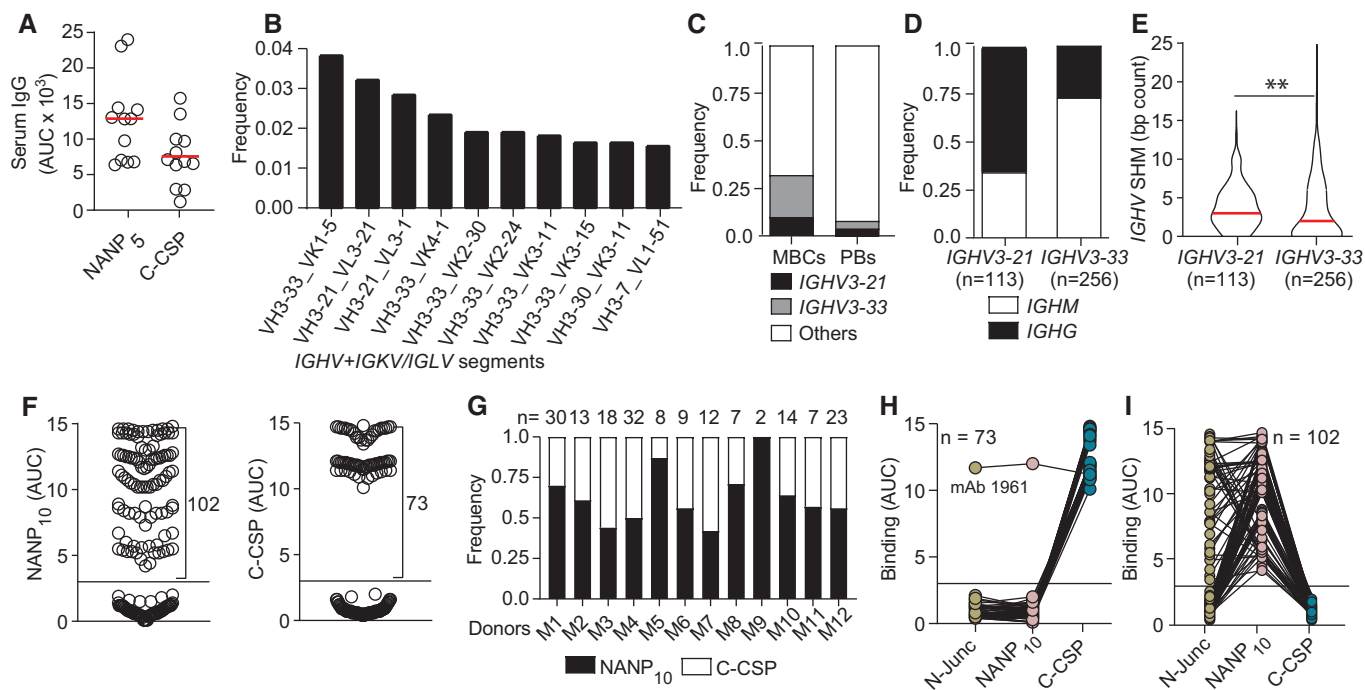 A
Serum IgG
(AUC x 10³)
25
20
15
10
5
0
NANP5
C-CSP
B
Frequency
0.04
0.03
0.02
0.01
0.00
VH3-33_VK1-5
VH3-21_VL3-21
VH3-21_VL3-1
VH3-33_VK4-1
VH3-33_VK2-30
VH3-33_VK2-24
VH3-33_VK3-11
VH3-33_VK3-15
VH3-30_VK3-11
VH3-7_VL1-51
IGHV+IGKV/IGLV segments
C
Frequency
1.0
0.75
0.5
0.25
0.0
MBCs PBs
IGHV3-21
IGHV3-33
Others
D
Frequency
1.0
0.75
0.5
0.25
0.0
IGHV3-21 IGHV3-33
(n=113) (n=256)
IGHM
IGHG
E
IGHV SHM (bp count)
25
20
15
10
5
0
**
IGHV3-21 IGHV3-33
(n=113) (n=256)
F
NANP10 (AUC)
15
10
5
0
102
C-CSP (AUC)
15
10
5
0
73
G
n= 30 13 18 32 8 9 12 7 2 14 7 23
Frequency
1.0
0.75
0.5
0.25
0.0
Donors M1 M2 M3 M4 M5 M6 M7 M8 M9 M10 M11 M12
NANP10 C-CSP
H
Binding (AUC)
15
10
5
0
n = 73
mAb 1961
N-Junc
NANP10
C-CSP
I
Binding (AUC)
15
10
5
0
n = 102
N-Junc
NANP10
C-CSP